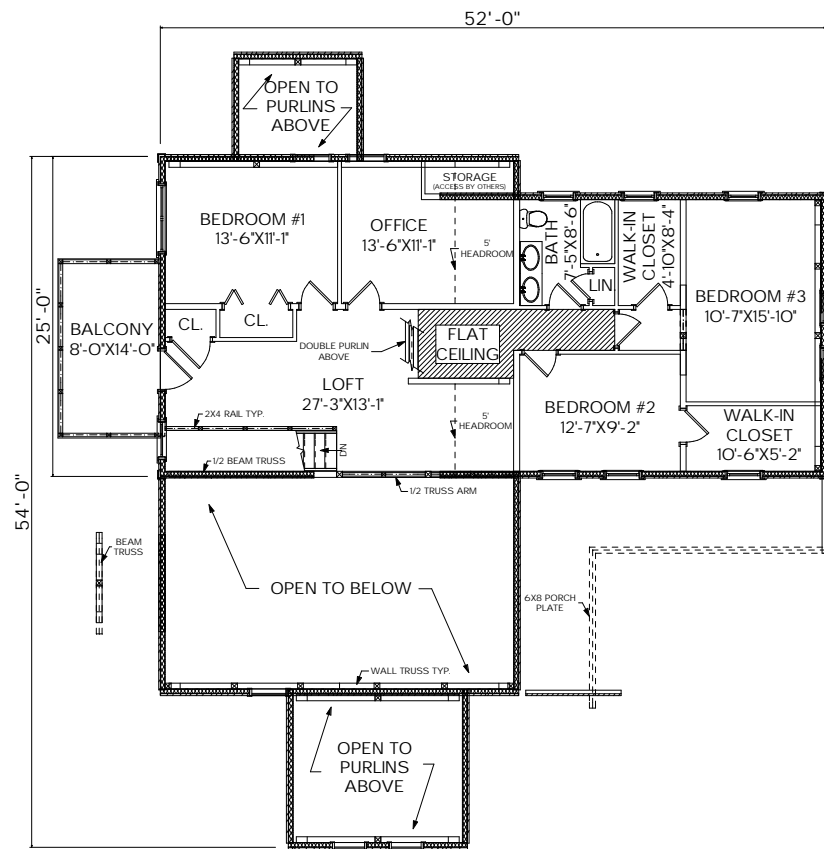 52'-0"
OPEN TO
PURLINS
ABOVE
STORAGE
(ACCESS BY OTHERS)
BEDROOM #1
13'-6"X11'-1"
OFFICE
13'-6"X11'-1"
5'
HEADROOM
BATH
7'-5"X8'-6"
LIN.
WALK-IN
CLOSET
4'-10"X8'-4"
BEDROOM #3
10'-7"X15'-10"
25'-0"
BALCONY
8'-0"X14'-0"
CL.
CL.
DOUBLE PURLIN
ABOVE
FLAT
CEILING
LOFT
27'-3"X13'-1"
2X4 RAIL TYP.
5'
HEADROOM
BEDROOM #2
12'-7"X9'-2"
WALK-IN
CLOSET
10'-6"X5'-2"
DN
1/2 BEAM TRUSS
1/2 TRUSS ARM
54'-0"
BEAM
TRUSS
OPEN TO BELOW
6X8 PORCH
PLATE
WALL TRUSS TYP.
OPEN TO
PURLINS
ABOVE